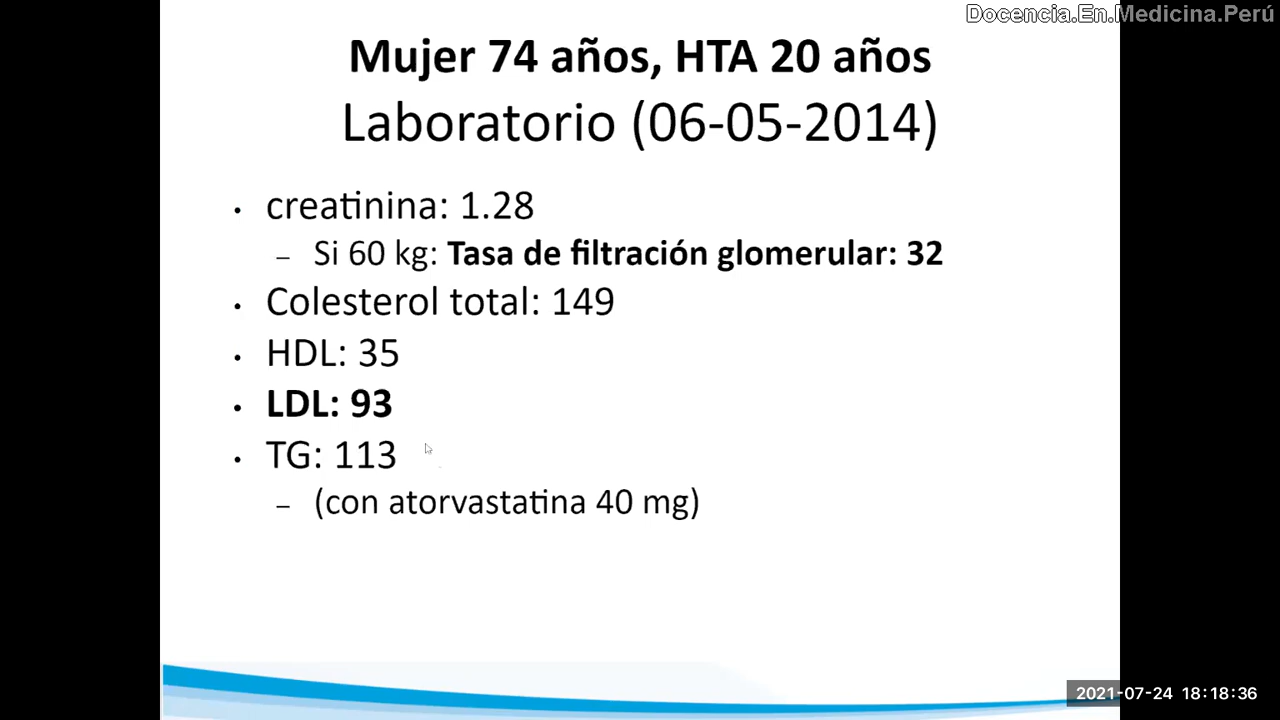 Docencia.En.Medicina.Perú
Mujer 74 años, HTA 20 años
Laboratorio (06-05-2014)
• creatinina: 1.28
– Si 60 kg: Tasa de filtración glomerular: 32
• Colesterol total: 149
• HDL: 35
• LDL: 93
• TG: 113
– (con atorvastatina 40 mg)
2021-07-24 18:18:36